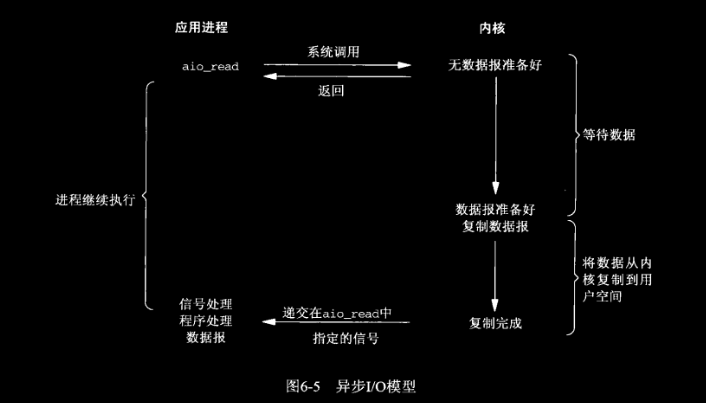 应用进程
内核
系统调用
aio_read
无数据报准备好
返回
等待数据
进程继续执行
数据报准备好
复制数据报
将数据从内
核复制到用
户空间
信号处理
程序处理
数据报
递交在aio_read中
指定的信号
复制完成
图6-5 异步I/O模型